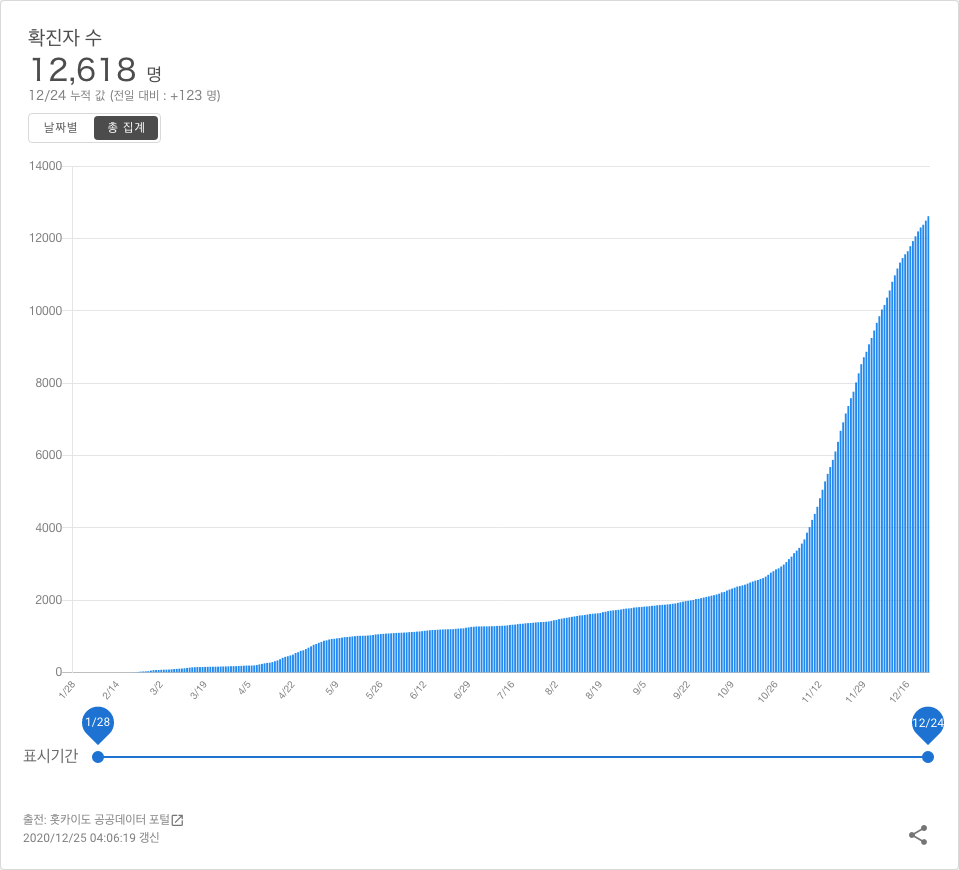 확진자 수
12,618 명
12/24 누적 값 (전일 대비 : +123 명)
날짜별 총 집계
14000
12000
10000
8000
6000
4000
2000
0
1/28 2/14 3/2 3/19 4/5 4/22 5/9 5/26 6/12 6/29 7/16 8/2 8/19 9/5 9/22 10/9 10/26 11/12 11/29 12/16
1/28 12/24
표시기간
출전: 홋카이도 공공데이터 포털
2020/12/25 04:06:19 갱신